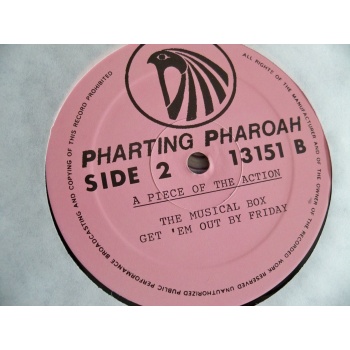 PHARTING PHAROAH
SIDE 2
13151 B
A PIECE OF THE ACTION
THE MUSICAL BOX
GET 'EM OUT BY FRIDAY
ALL RIGHTS OF THE MANUFACTURER AND OF THE OWNER OF THE RECORDED WORK RESERVED UNAUTHORIZED PUBLIC PERFORMANCE BROADCASTING AND COPYING OF THIS RECORD PROHIBITED